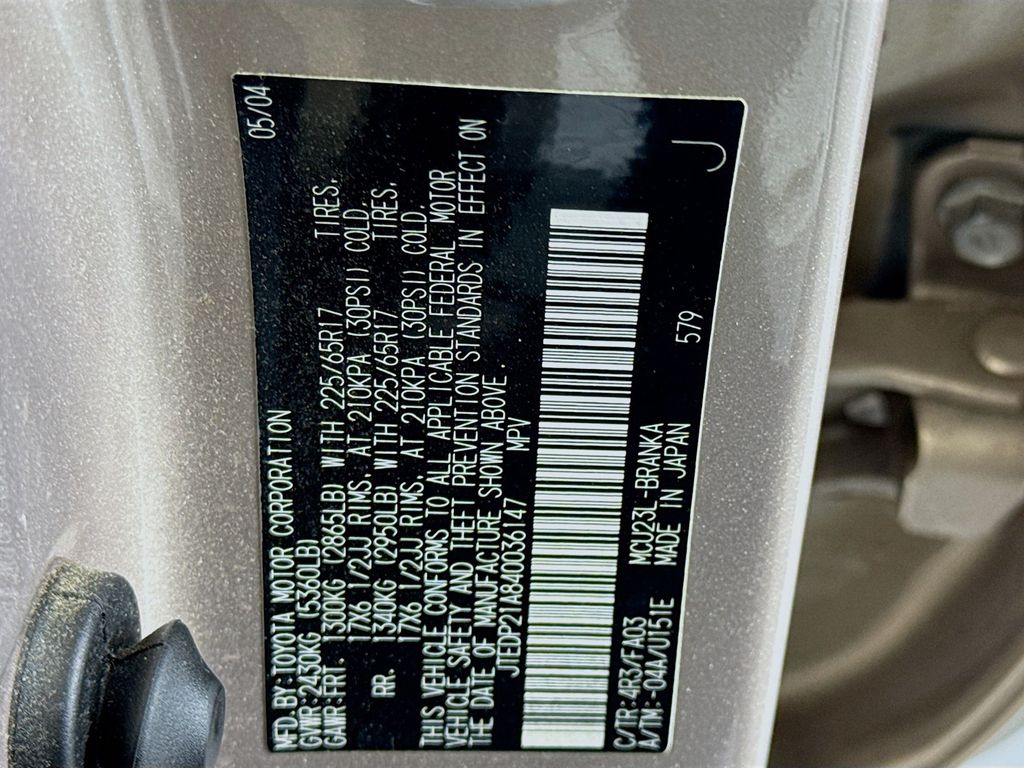 MFD.BY:TOYOTA MOTOR CORPORATION 05/04
GVWR:2430KG (5360LB)
GAWR:FRT. 1300KG (2865LB) WITH 225/65R17 TIRES,
17X6 1/2JJ RIMS, AT 210KPA (30PSI) COLD.
RR. 1340KG (2950LB) WITH 225/65R17 TIRES,
17X6 1/2JJ RIMS, AT 210KPA (30PSI) COLD.
THIS VEHICLE CONFORMS TO ALL APPLICABLE FEDERAL MOTOR
VEHICLE SAFETY AND THEFT PREVENTION STANDARDS IN EFFECT ON
THE DATE OF MANUFACTURE SHOWN ABOVE.
JTEDP21A840036147 MPV
C/TR:4R3/FA03 MCU23L-BRANKA 579
A/TM:-04A/U151E MADE IN JAPAN J